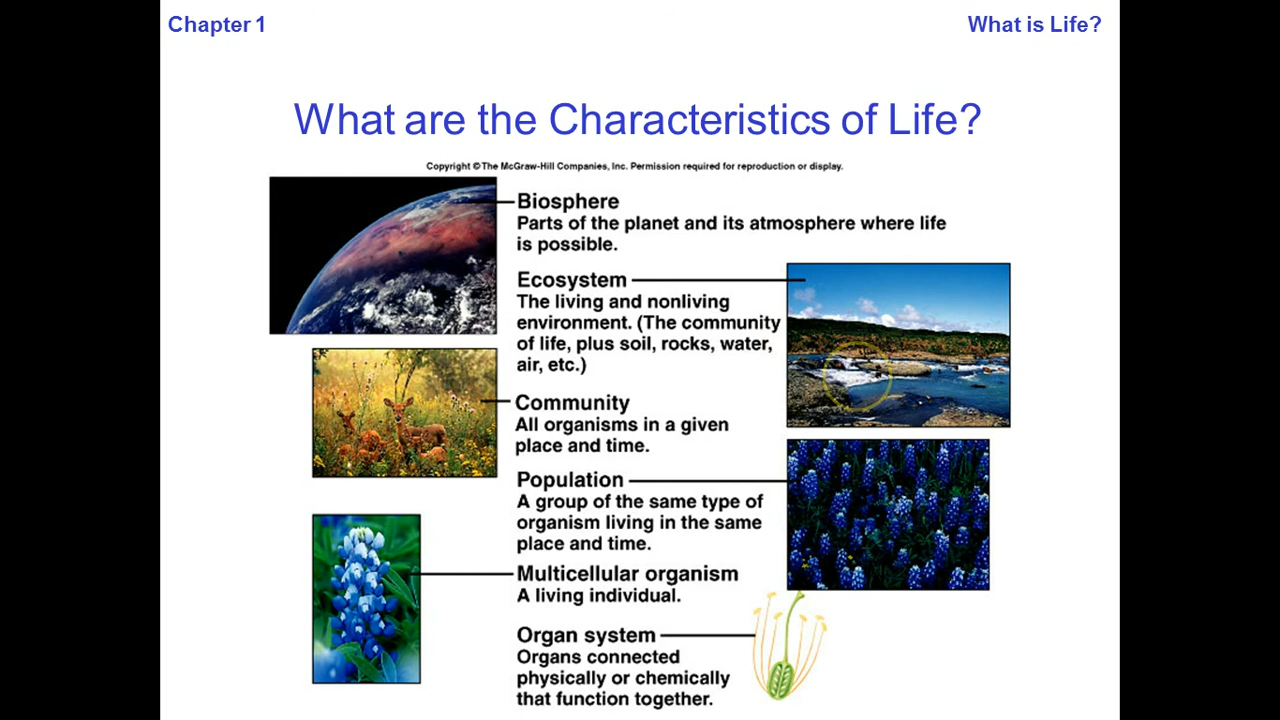 Chapter 1
What is Life?
What are the Characteristics of Life?
Copyright © The McGraw-Hill Companies, Inc. Permission required for reproduction or display.
Biosphere
Parts of the planet and its atmosphere where life
is possible.
Ecosystem
The living and nonliving
environment. (The community
of life, plus soil, rocks, water,
air, etc.)
Community
All organisms in a given
place and time.
Population
A group of the same type of
organism living in the same
place and time.
Multicellular organism
A living individual.
Organ system
Organs connected
physically or chemically
that function together.